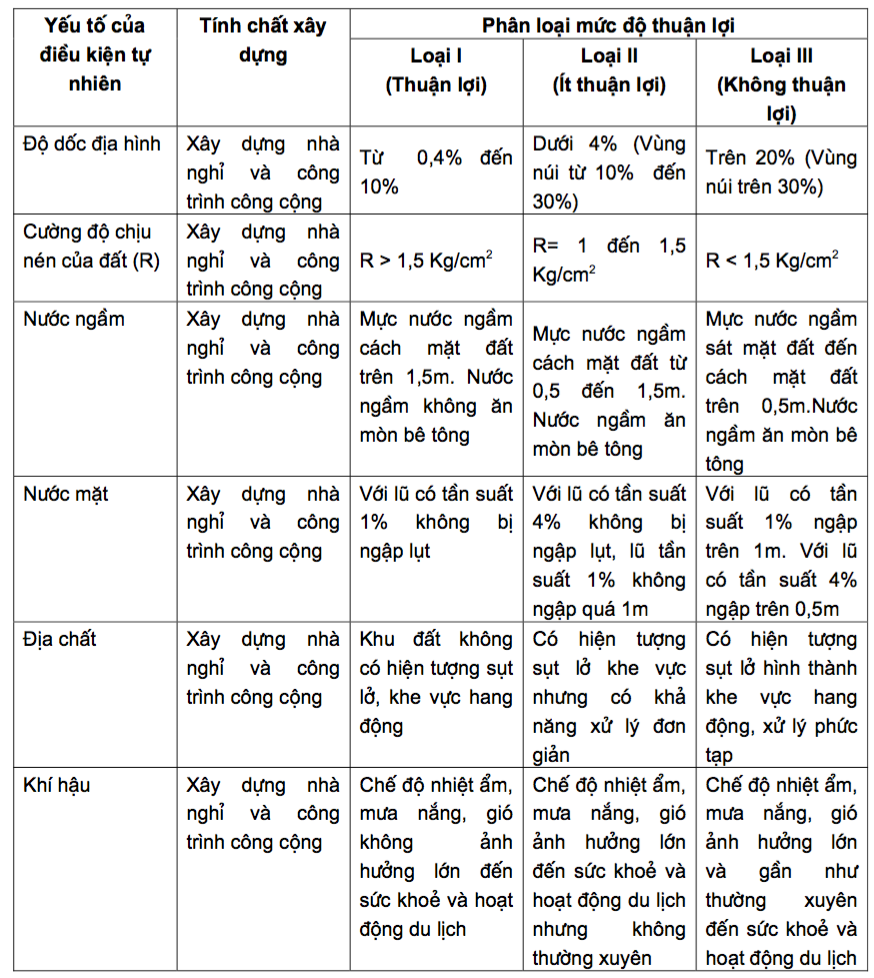 Yếu tố của
điều kiện tự
nhiên
Tính chất xây
dựng
Phân loại mức độ thuận lợi
Loại I
(Thuận lợi)
Loại II
(Ít thuận lợi)
Loại III
(Không thuận
lợi)
Độ dốc địa hình
Xây dựng nhà
nghỉ và công
trình công cộng
Từ 0,4% đến
10%
Dưới 4% (Vùng
núi từ 10% đến
30%)
Trên 20% (Vùng
núi trên 30%)
Cường độ chịu
nén của đất (R)
Xây dựng nhà
nghỉ và công
trình công cộng
R > 1,5 Kg/cm²
R= 1 đến 1,5
Kg/cm²
R < 1,5 Kg/cm²
Nước ngầm
Xây dựng nhà
nghỉ và công
trình công cộng
Mực nước ngầm
cách mặt đất
trên 1,5m. Nước
ngầm không ăn
mòn bê tông
Mực nước ngầm
cách mặt đất từ
0,5 đến 1,5m.
Nước ngầm ăn
mòn bê tông
Mực nước ngầm
sát mặt đất đến
cách mặt đất
trên 0,5m.Nước
ngầm ăn mòn bê
tông
Nước mặt
Xây dựng nhà
nghỉ và công
trình công cộng
Với lũ có tần suất
1% không bị
ngập lụt
Với lũ có tần suất
4% không bị
ngập lụt, lũ tần
suất 1% không
ngập quá 1m
Với lũ có tần
suất 1% ngập
trên 1m. Với lũ
có tần suất 4%
ngập trên 0,5m
Địa chất
Xây dựng nhà
nghỉ và công
trình công cộng
Khu đất không
có hiện tượng sụt
lở, khe vực hang
động
Có hiện tượng
sụt lở khe vực
nhưng có khả
năng xử lý đơn
giản
Có hiện tượng
sụt lở hình thành
khe vực hang
động, xử lý phức
tạp
Khí hậu
Xây dựng nhà
nghỉ và công
trình công cộng
Chế độ nhiệt ẩm,
mưa nắng, gió
không ảnh
hưởng lớn đến
sức khoẻ và hoạt
động du lịch
Chế độ nhiệt ẩm,
mưa nắng, gió
ảnh hưởng lớn
đến sức khoẻ và
hoạt động du lịch
nhưng không
thường xuyên
Chế độ nhiệt ẩm,
mưa nắng, gió
ảnh hưởng lớn
và gần như
thường xuyên
đến sức khoẻ và
hoạt động du lịch